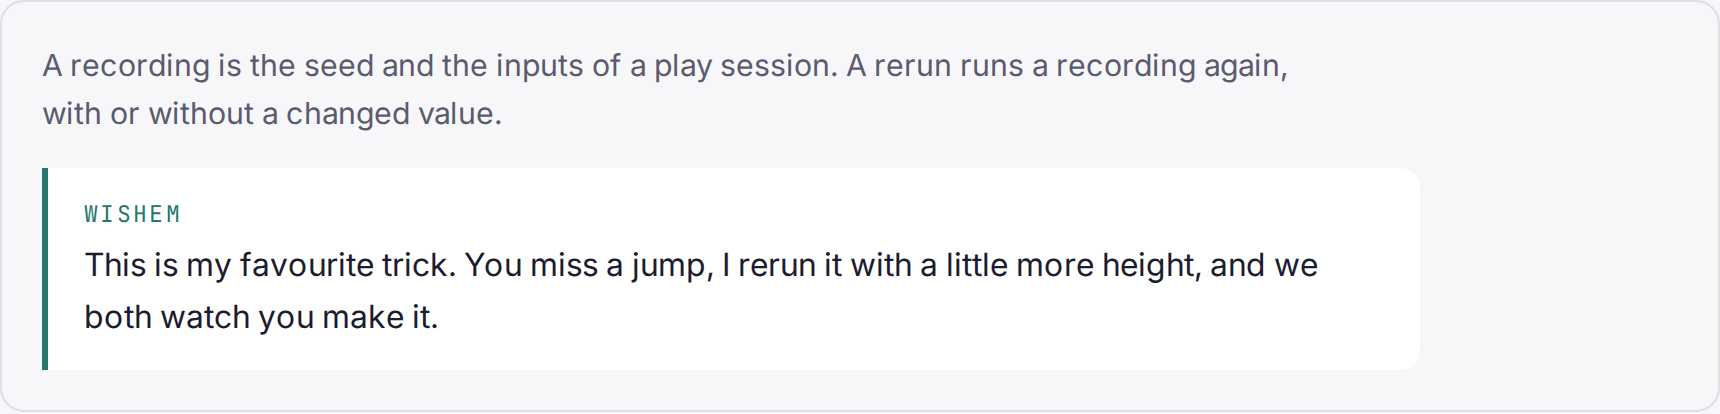 A recording is the seed and the inputs of a play session. A rerun runs a recording again,
with or without a changed value.
WISHEM
This is my favourite trick. You miss a jump, I rerun it with a little more height, and we
both watch you make it.